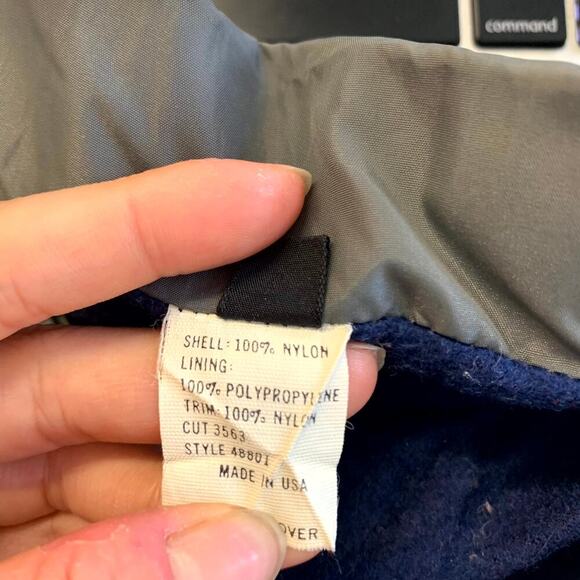 command
SHELL: 100% NYLON
LINING:
100% POLYPROPYLENE
TRIM: 100% NYLON
CUT 3563
STYLE 48801
MADE IN USA
OVER